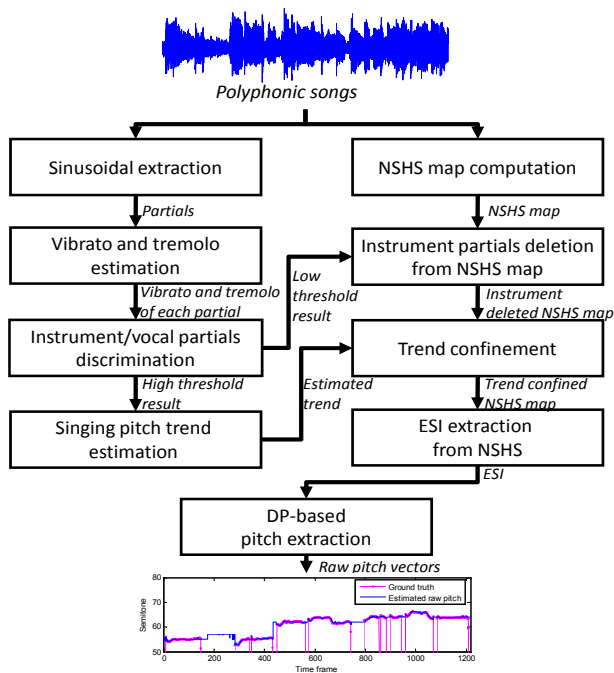 Polyphonic songs
Sinusoidal extraction
NSHS map computation
Partials
NSHS map
Vibrato and tremolo
estimation
Instrument partials deletion
from NSHS map
Vibrato and tremolo
of each partial
Low
threshold
result
Instrument
deleted NSHS map
Instrument/vocal partials
discrimination
Trend confinement
High threshold
result
Estimated
trend
Trend confined
NSHS map
Singing pitch trend
estimation
ESI extraction
from NSHS
ESI
DP-based
pitch extraction
Raw pitch vectors
80
70
60
50
Semitone
Ground truth
Estimated raw pitch
0 200 400 600 800 1000 1200
Time frame